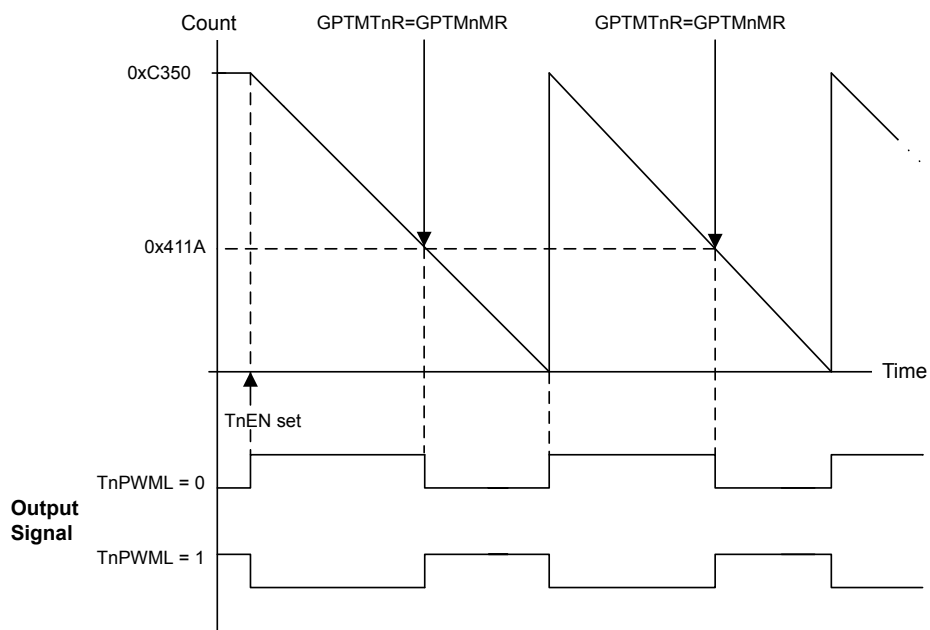 Count
GPTMTnR=GPTMnMR
GPTMTnR=GPTMnMR
0xC350
0x411A
Time
TnEN set
TnPWML = 0
Output
Signal
TnPWML = 1